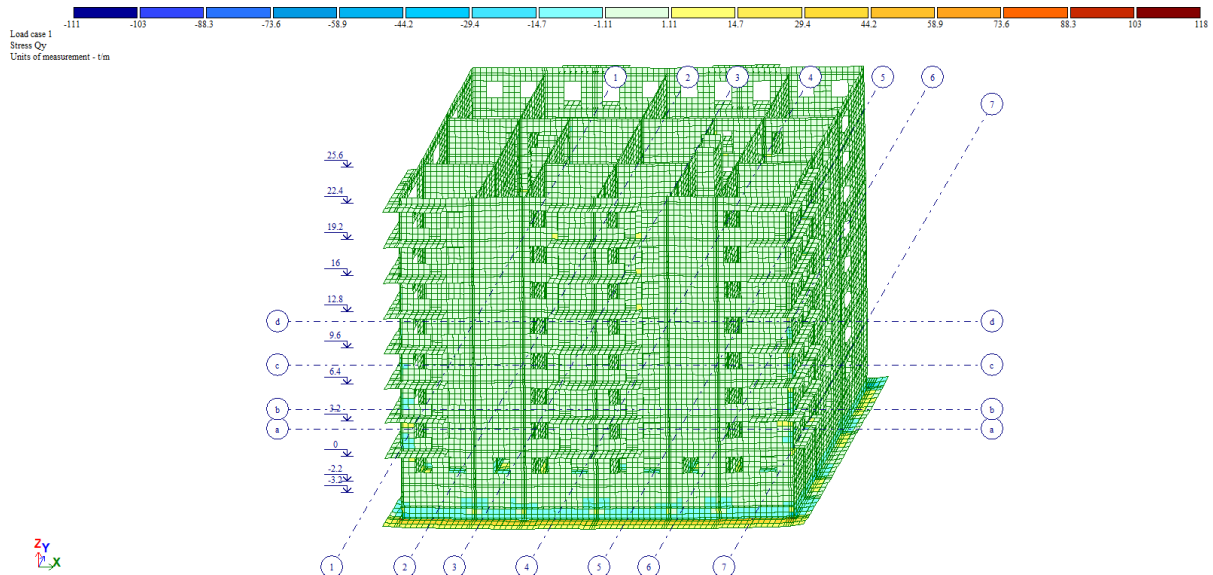 -111 -103 -88.3 -73.6 -58.9 -44.2 -29.4 -14.7 -1.11 1.11 14.7 29.4 44.2 58.9 73.6 88.3 103 118
Load case 1
Stress Qy
Units of measurement - t/m
1 2 3 4 5 6
7
25.6
22.4
19.2
16
12.8
d d
9.6
c c
6.4
b b
3.2
a a
0
-2.2
-3.2
Z
Y
X
1 2 3 4 5 6 7